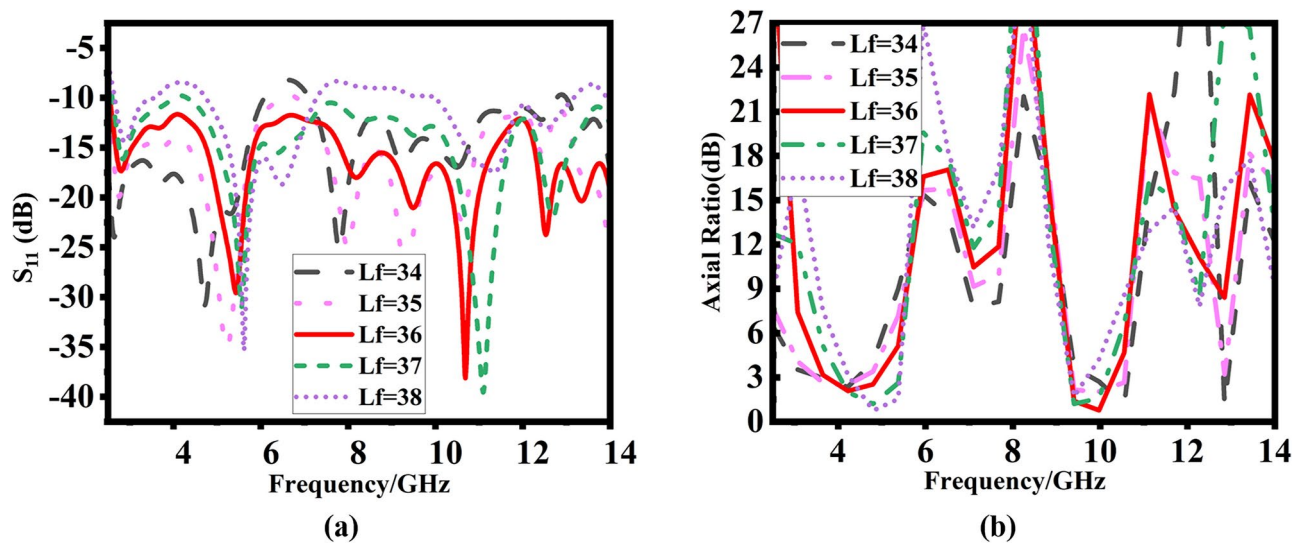 -5
-10
-15
-20
-25
-30
-35
-40
S11 (dB)
Lf=34
Lf=35
Lf=36
Lf=37
Lf=38
4 6 8 10 12 14
Frequency/GHz
(a)
27
24
21
18
15
12
9
6
3
0
Axial Ratio(dB)
Lf=34
Lf=35
Lf=36
Lf=37
Lf=38
4 6 8 10 12 14
Frequency/GHz
(b)